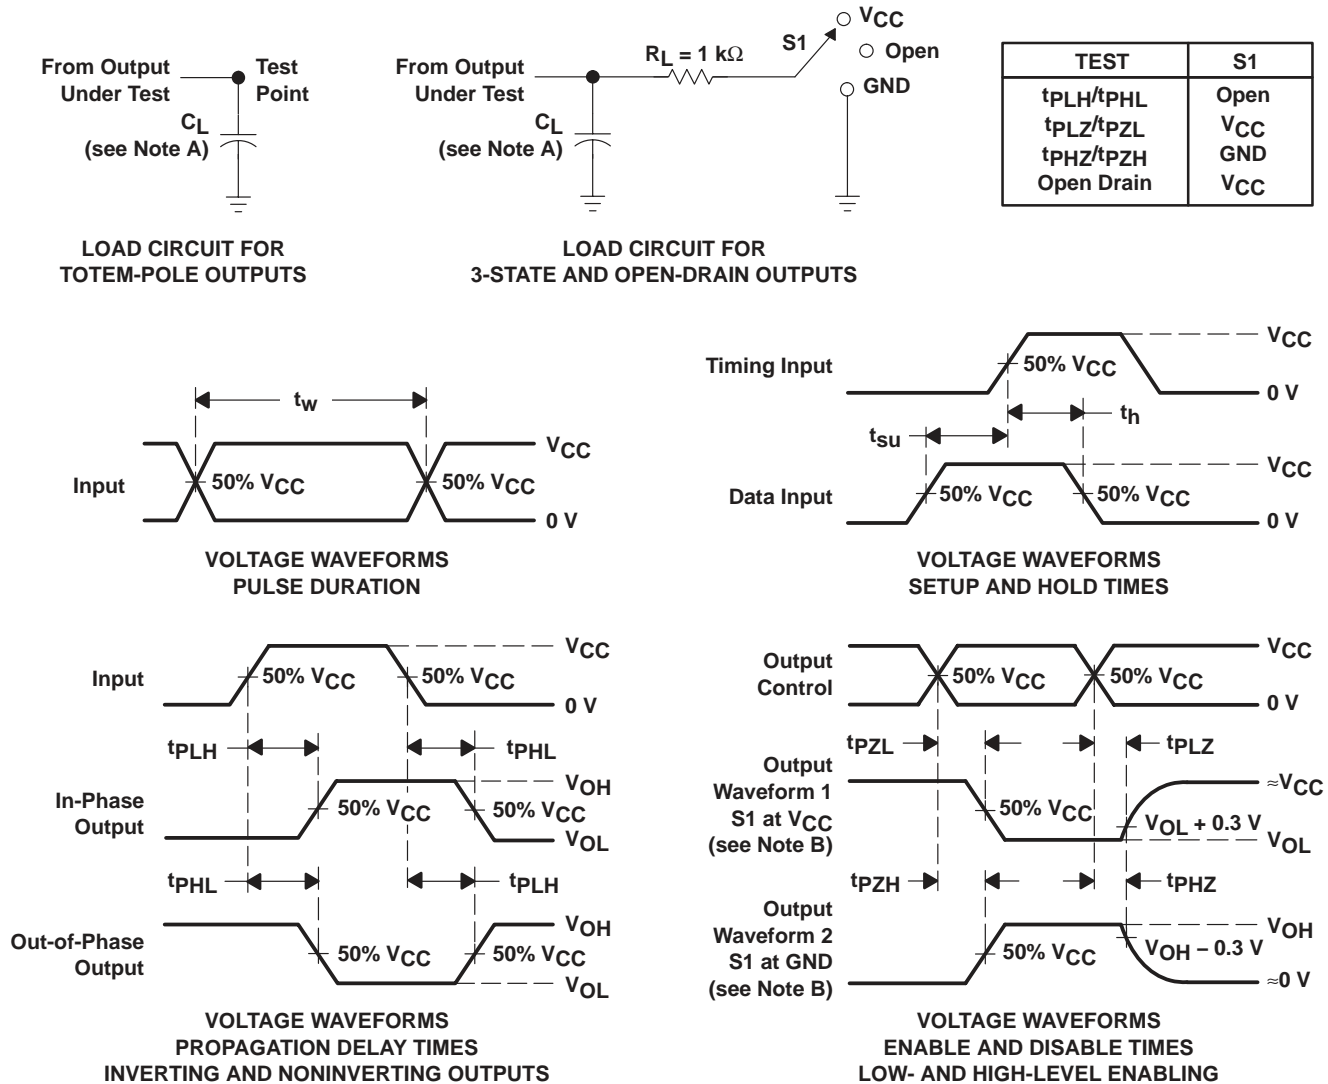 From Output
Under Test
Test
Point
CL
(see Note A)
LOAD CIRCUIT FOR
TOTEM-POLE OUTPUTS
From Output
Under Test
RL = 1 kΩ
S1
VCC
Open
GND
CL
(see Note A)
LOAD CIRCUIT FOR
3-STATE AND OPEN-DRAIN OUTPUTS
TEST S1
tPLH/tPHL Open
tPLZ/tPZL VCC
tPHZ/tPZH GND
Open Drain VCC
tw
Input
50% VCC
50% VCC
VCC
0 V
VOLTAGE WAVEFORMS
PULSE DURATION
Timing Input
50% VCC
VCC
0 V
tsu
th
Data Input
50% VCC
50% VCC
VCC
0 V
VOLTAGE WAVEFORMS
SETUP AND HOLD TIMES
Input
50% VCC
50% VCC
VCC
0 V
tPLH
tPHL
In-Phase
Output
50% VCC
50% VCC
VOH
VOL
tPHL
tPLH
Out-of-Phase
Output
50% VCC
50% VCC
VOH
VOL
VOLTAGE WAVEFORMS
PROPAGATION DELAY TIMES
INVERTING AND NONINVERTING OUTPUTS
Output
Control
50% VCC
50% VCC
VCC
0 V
tPZL
tPLZ
Output
Waveform 1
S1 at VCC
(see Note B)
50% VCC
≈VCC
VOL + 0.3 V
VOL
tPZH
tPHZ
Output
Waveform 2
S1 at GND
(see Note B)
50% VCC
VOH
VOH – 0.3 V
≈0 V
VOLTAGE WAVEFORMS
ENABLE AND DISABLE TIMES
LOW- AND HIGH-LEVEL ENABLING